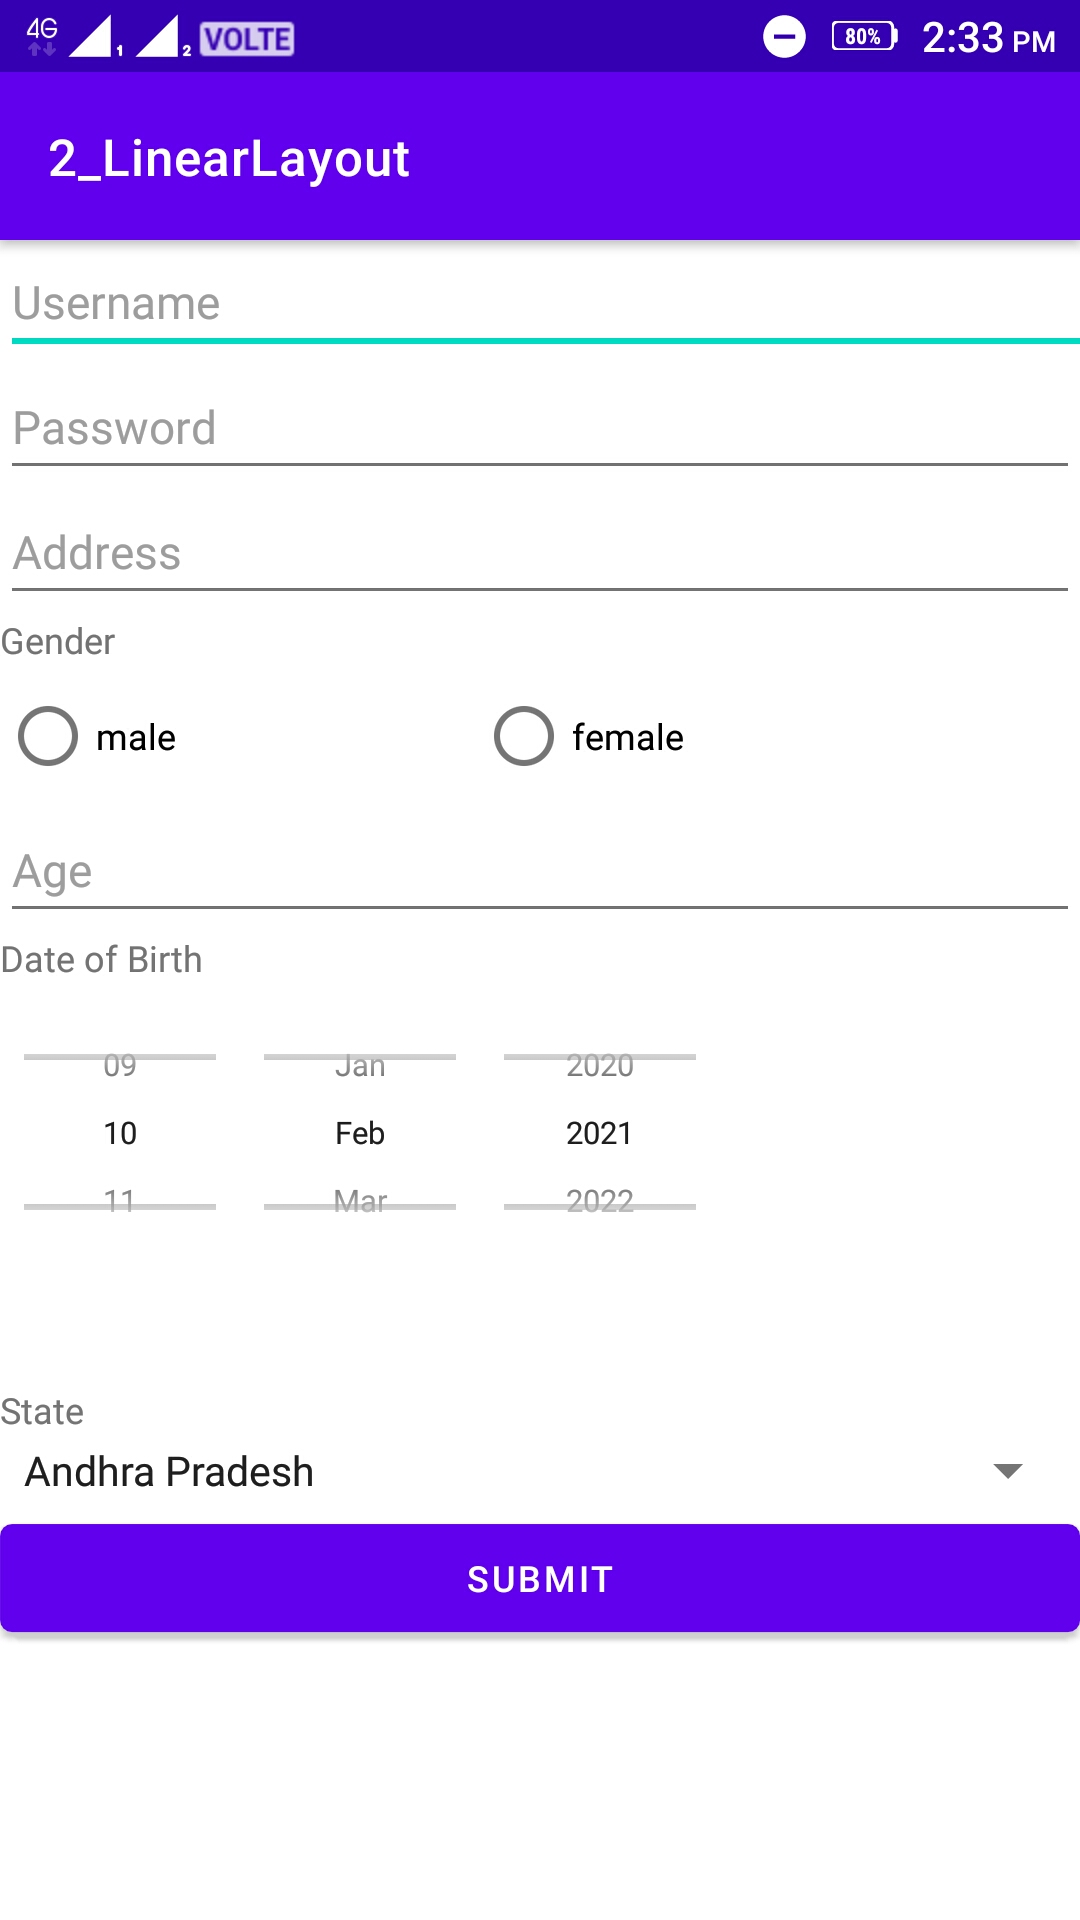 4G 1 2 VOLTE 80% 2:33 PM
2_LinearLayout
Username
Password
Address
Gender
male female
Age
Date of Birth
09 Jan 2020
10 Feb 2021
11 Mar 2022
State
Andhra Pradesh
SUBMIT